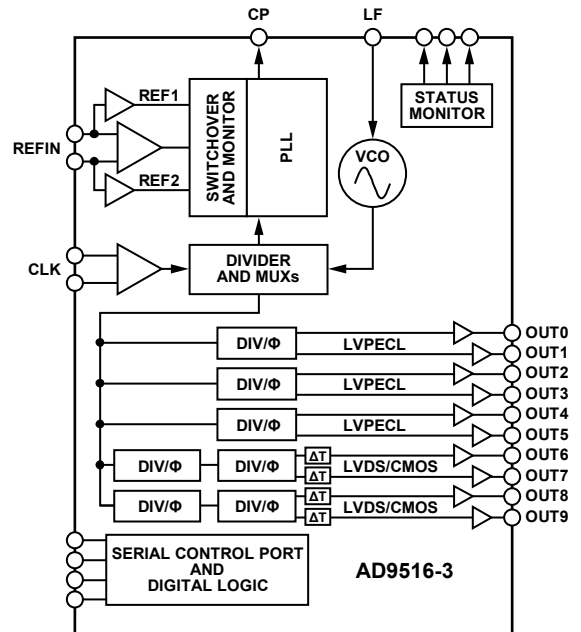 CP
LF
REF1
REFIN
REF2
SWITCHOVER
AND MONITOR
PLL
VCO
STATUS
MONITOR
CLK
DIVIDER
AND MUXs
DIV/Φ
LVPECL
OUT0
OUT1
DIV/Φ
LVPECL
OUT2
OUT3
DIV/Φ
LVPECL
OUT4
OUT5
DIV/Φ
DIV/Φ
ΔT
ΔT
LVDS/CMOS
OUT6
OUT7
DIV/Φ
DIV/Φ
ΔT
ΔT
LVDS/CMOS
OUT8
OUT9
SERIAL CONTROL PORT
AND
DIGITAL LOGIC
AD9516-3